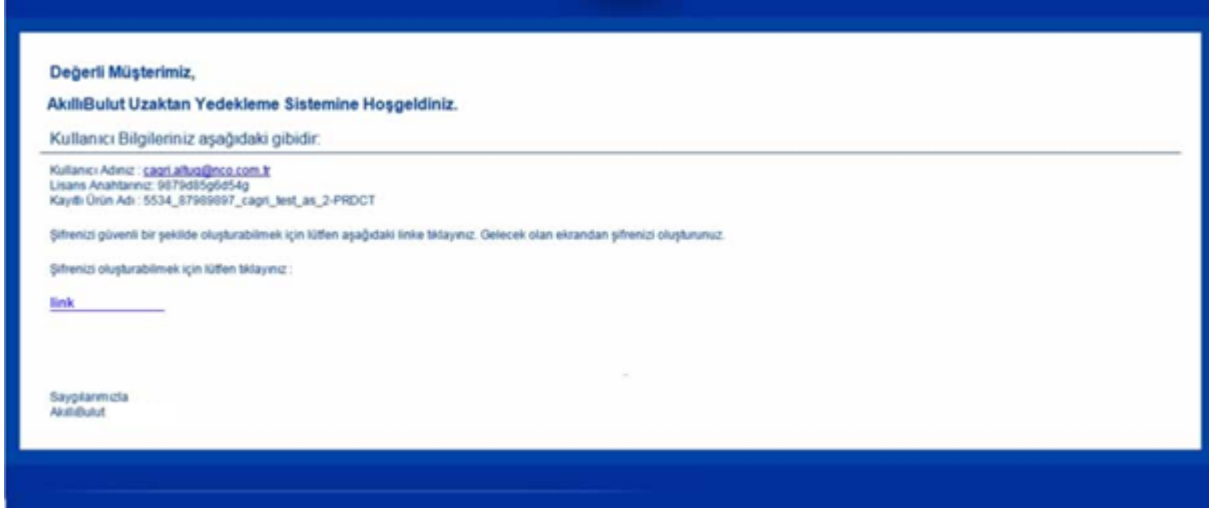 Değerli Müşterimiz,
AkıllıBulut Uzaktan Yedekleme Sistemine Hoşgeldiniz.
Kullanıcı Bilgileriniz aşağıdaki gibidir:
Kullanıcı Adınız : cagri.altug@nco.com.tr
Lisans Anahtarınız: 9879d85g6d54g
Kayıtlı Ürün Adı : 5534_87989897_cagri_test_as_2-PRDCT
Şifrenizi güvenli bir şekilde oluşturabilmek için lütfen aşağıdaki linke tıklayınız. Gelecek olan ekrandan şifrenizi oluşturunuz.
Şifrenizi oluşturabilmek için lütfen tıklayınız :
link
Saygılarımızla
AkıllıBulut